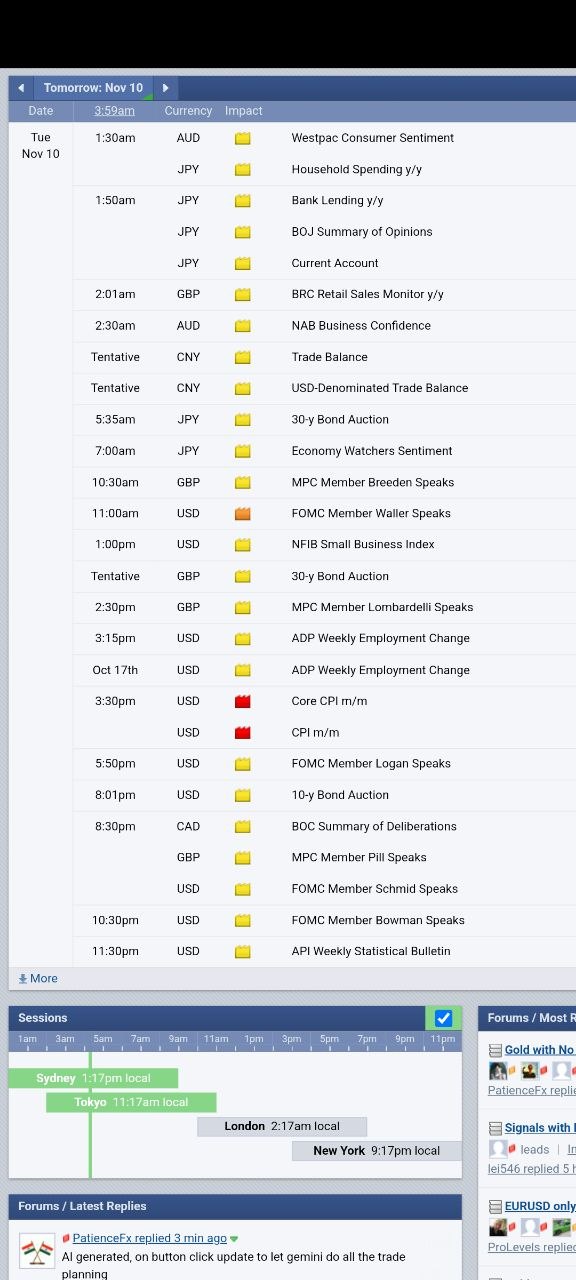 Tomorrow: Nov 10
Date 3:59am Currency Impact
Tue
Nov 10
1:30am AUD Westpac Consumer Sentiment
JPY Household Spending y/y
1:50am JPY Bank Lending y/y
JPY BOJ Summary of Opinions
JPY Current Account
2:01am GBP BRC Retail Sales Monitor y/y
2:30am AUD NAB Business Confidence
Tentative CNY Trade Balance
Tentative CNY USD-Denominated Trade Balance
5:35am JPY 30-y Bond Auction
7:00am JPY Economy Watchers Sentiment
10:30am GBP MPC Member Breeden Speaks
11:00am USD FOMC Member Waller Speaks
1:00pm USD NFIB Small Business Index
Tentative GBP 30-y Bond Auction
2:30pm GBP MPC Member Lombardelli Speaks
3:15pm USD ADP Weekly Employment Change
Oct 17th USD ADP Weekly Employment Change
3:30pm USD Core CPI m/m
USD CPI m/m
5:50pm USD FOMC Member Logan Speaks
8:01pm USD 10-y Bond Auction
8:30pm CAD BOC Summary of Deliberations
GBP MPC Member Pill Speaks
USD FOMC Member Schmid Speaks
10:30pm USD FOMC Member Bowman Speaks
11:30pm USD API Weekly Statistical Bulletin
More
Sessions
1am 3am 5am 7am 9am 11am 1pm 3pm 5pm 7pm 9pm 11pm
Sydney 1:17pm local
Tokyo 11:17am local
London 2:17am local
New York 9:17pm local
Forums / Latest Replies
PatienceFx replied 3 min ago
AI generated, on button click update to let gemini do all the trade
planning
Forums / Most R
Gold with No
PatienceFx replie
Signals with
leads | In
lei546 replied 5 h
EURUSD only
ProLevels replied